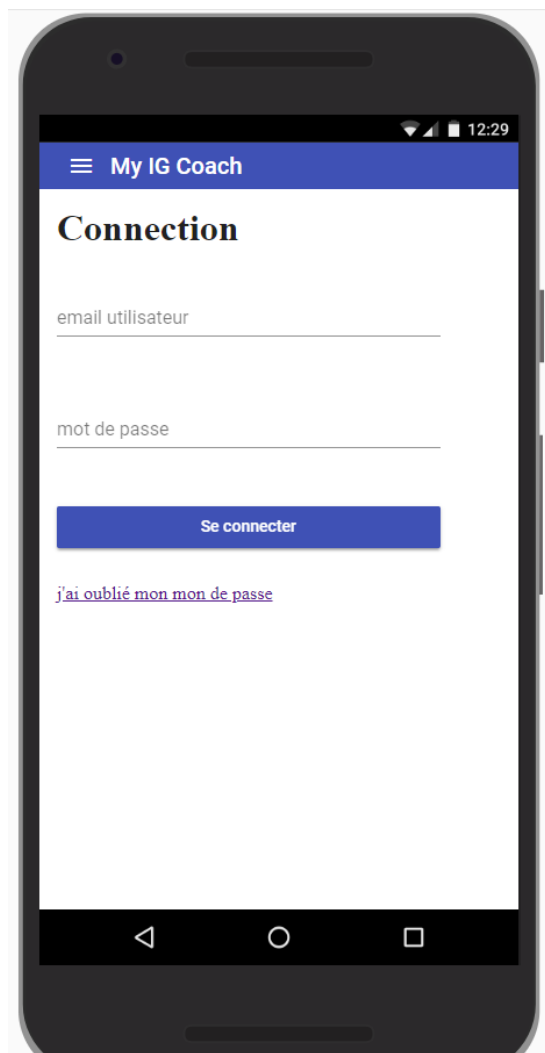 12:29
My IG Coach
Connection
email utilisateur
mot de passe
Se connecter
j'ai oublié mon mon de passe